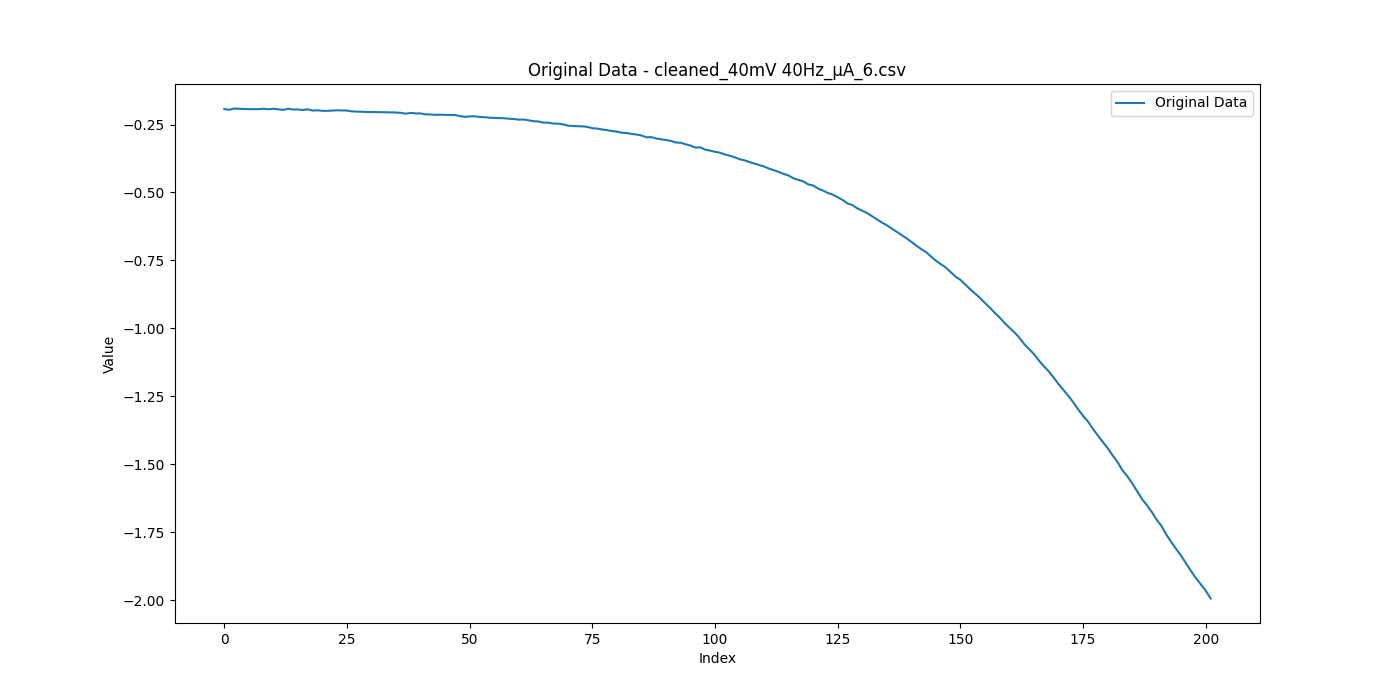 Original Data - cleaned_40mV 40Hz_µA_6.csv
Original Data
−0.25
−0.50
−0.75
−1.00
−1.25
−1.50
−1.75
−2.00
Value
0 25 50 75 100 125 150 175 200
Index